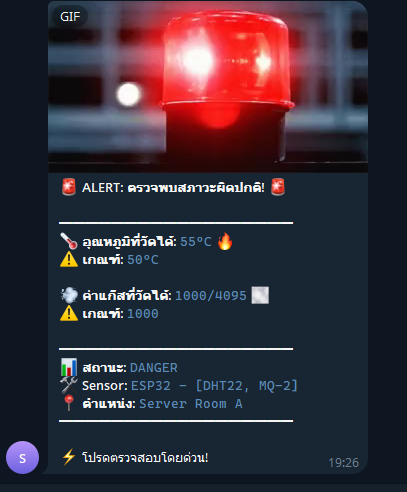 GIF
🚨 ALERT: ตรวจพบสภาวะผิดปกติ! 🚨
🌡️ อุณหภูมิที่วัดได้: 55°C 🔥
⚠️ เกณฑ์: 50°C
💨 ค่าแก๊สที่วัดได้: 1000/4095 🌫️
⚠️ เกณฑ์: 1000
📊 สถานะ: DANGER
🛠️ Sensor: ESP32 - [DHT22, MQ-2]
📍 ตำแหน่ง: Server Room A
⚡ โปรดตรวจสอบโดยด่วน!
19:26
S